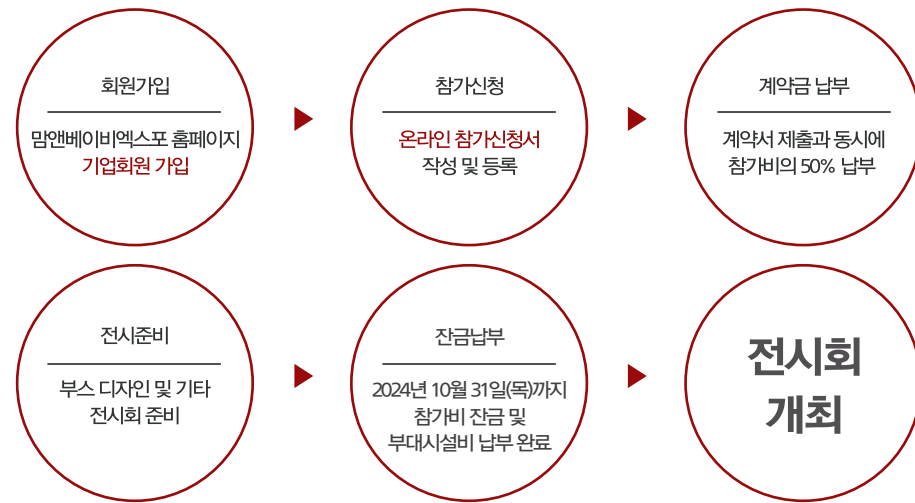 회원가입
맘앤베이비엑스포 홈페이지
기업회원 가입
참가신청
온라인 참가신청서
작성 및 등록
계약금 납부
계약서 제출과 동시에
참가비의 50% 납부
전시준비
부스 디자인 및 기타
전시회 준비
잔금납부
2024년 10월 31일(목)까지
참가비 잔금 및
부대시설비 납부 완료
전시회
개최